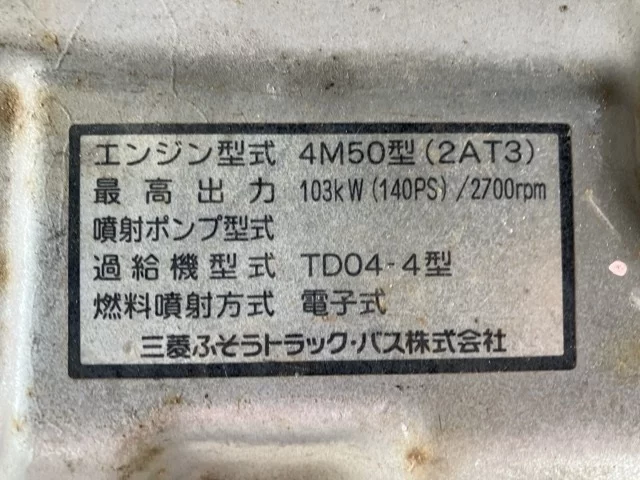 エンジン型式 4M50型(2AT3)
最高出力 103kW(140PS)/2700rpm
噴射ポンプ型式
過給機型式 TD04-4型
燃料噴射方式 電子式
三菱ふそうトラック・バス株式会社